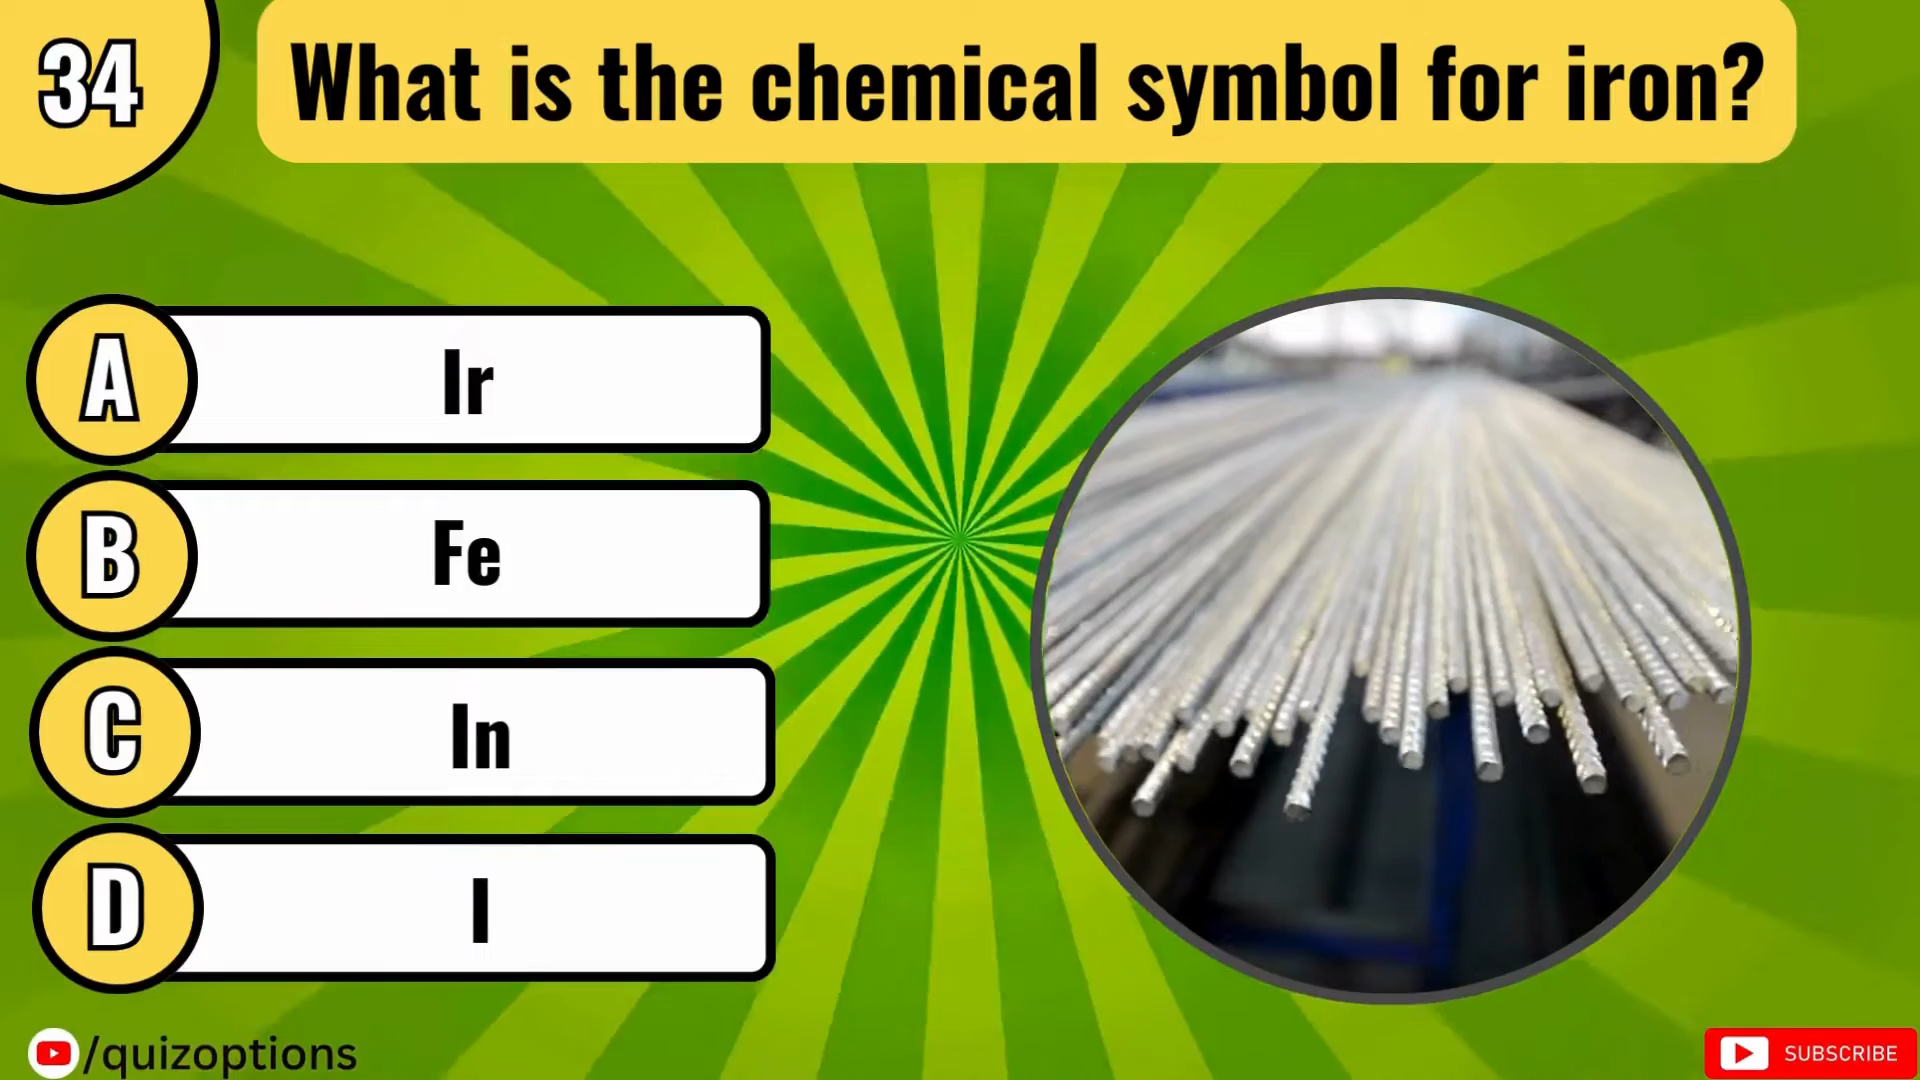 34
What is the chemical symbol for iron?
A
Ir
B
Fe
C
In
D
I
/quizoptions
SUBSCRIBE